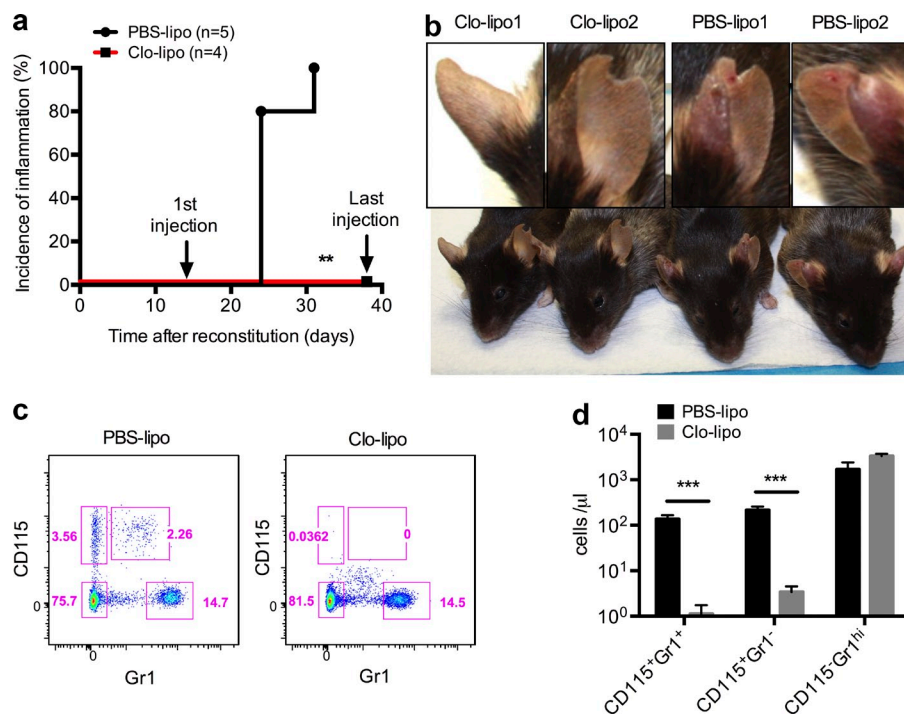 a
PBS-lipo (n=5)
Clo-lipo (n=4)
Incidence of inflammation (%)
100
80
60
40
20
0
1st
injection
Last
injection
**
0
10
20
30
40
Time after reconstitution (days)
b
Clo-lipo1
Clo-lipo2
PBS-lipo1
PBS-lipo2
c
PBS-lipo
CD115
3.56
2.26
75.7
14.7
0
0
Gr1
Clo-lipo
CD115
0.0362
0
81.5
14.5
0
0
Gr1
d
PBS-lipo
Clo-lipo
cells /µl
10⁴
10³
10²
10¹
10⁰
***
***
CD115⁺Gr1⁺
CD115⁺Gr1⁻
CD115⁻Gr1ʰⁱ